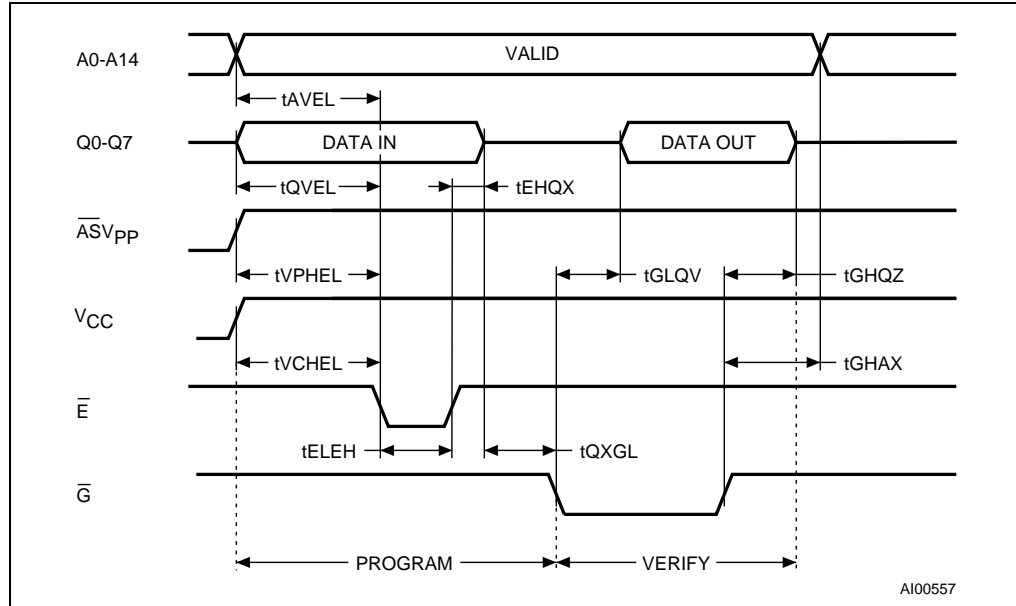 A0-A14
VALID
tAVEL
Q0-Q7
DATA IN
DATA OUT
tQVEL
tEHQX
A̅S̅VPP
tVPHEL
tGLQV
tGHQZ
VCC
tVCHEL
tGHAX
E̅
tELEH
tQXGL
G̅
PROGRAM
VERIFY
AI00557